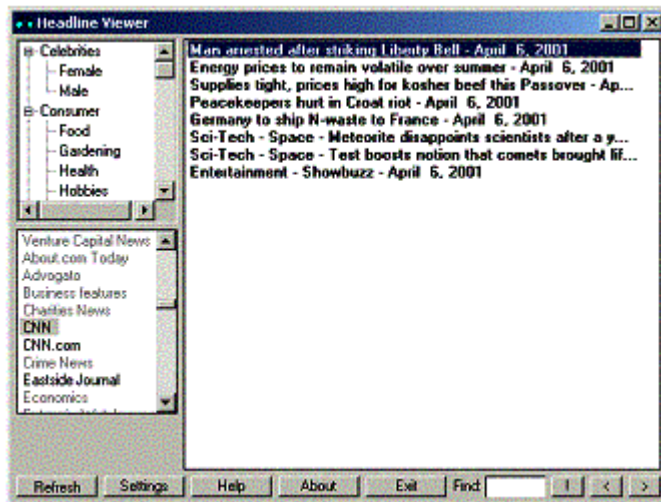 Headline Viewer
Celebrities
Female
Male
Consumer
Food
Gardening
Health
Hobbies
Venture Capital News
About.com Today
Advogato
Business features
Charities News
CNN
CNN.com
Crime News
Eastside Journal
Economics
Man arrested after striking Liberty Bell - April 6, 2001
Energy prices to remain volatile over summer - April 6, 2001
Supplies tight, prices high for kosher beef this Passover - Ap...
Peacekeepers hurt in Croat riot - April 6, 2001
Germany to ship N-waste to France - April 6, 2001
Sci-Tech - Space - Meteorite disappoints scientists after a y...
Sci-Tech - Space - Test boosts notion that comets brought lif...
Entertainment - Showbuzz - April 6, 2001
Refresh Settings Help About Exit Find ! < >